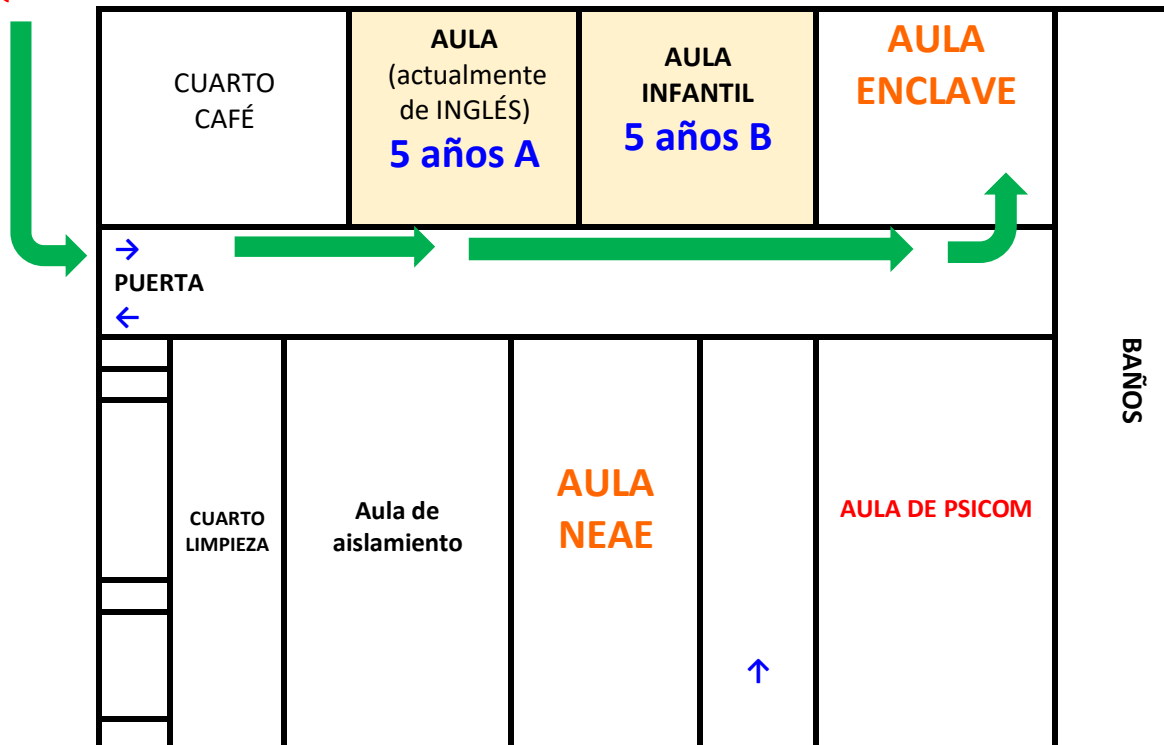 CUARTO
CAFÉ
AULA
(actualmente
de INGLÉS)
5 años A
AULA
INFANTIL
5 años B
AULA
ENCLAVE
→
PUERTA
←
BAÑOS
CUARTO
LIMPIEZA
Aula de
aislamiento
AULA
NEAE
↑
AULA DE PSICOM